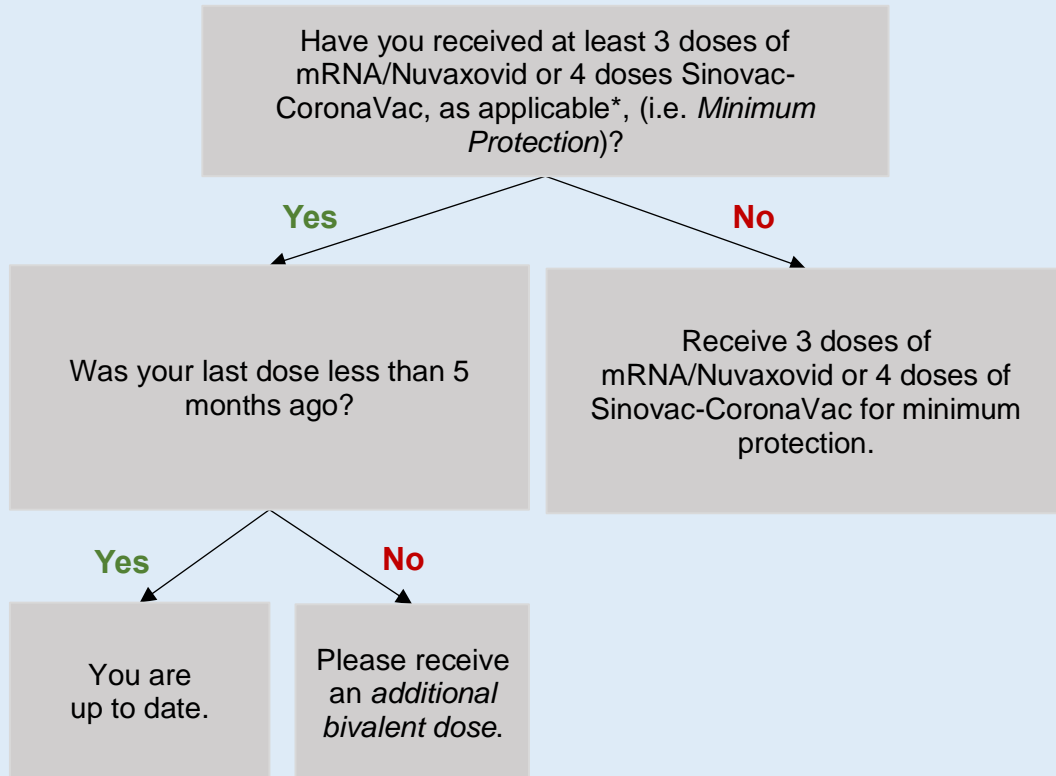 Have you received at least 3 doses of
mRNA/Nuvaxovid or 4 doses Sinovac-
CoronaVac, as applicable*, (i.e. Minimum
Protection)?
Yes
No
Was your last dose less than 5
months ago?
Receive 3 doses of
mRNA/Nuvaxovid or 4 doses of
Sinovac-CoronaVac for minimum
protection.
Yes
No
You are
up to date.
Please receive
an additional
bivalent dose.